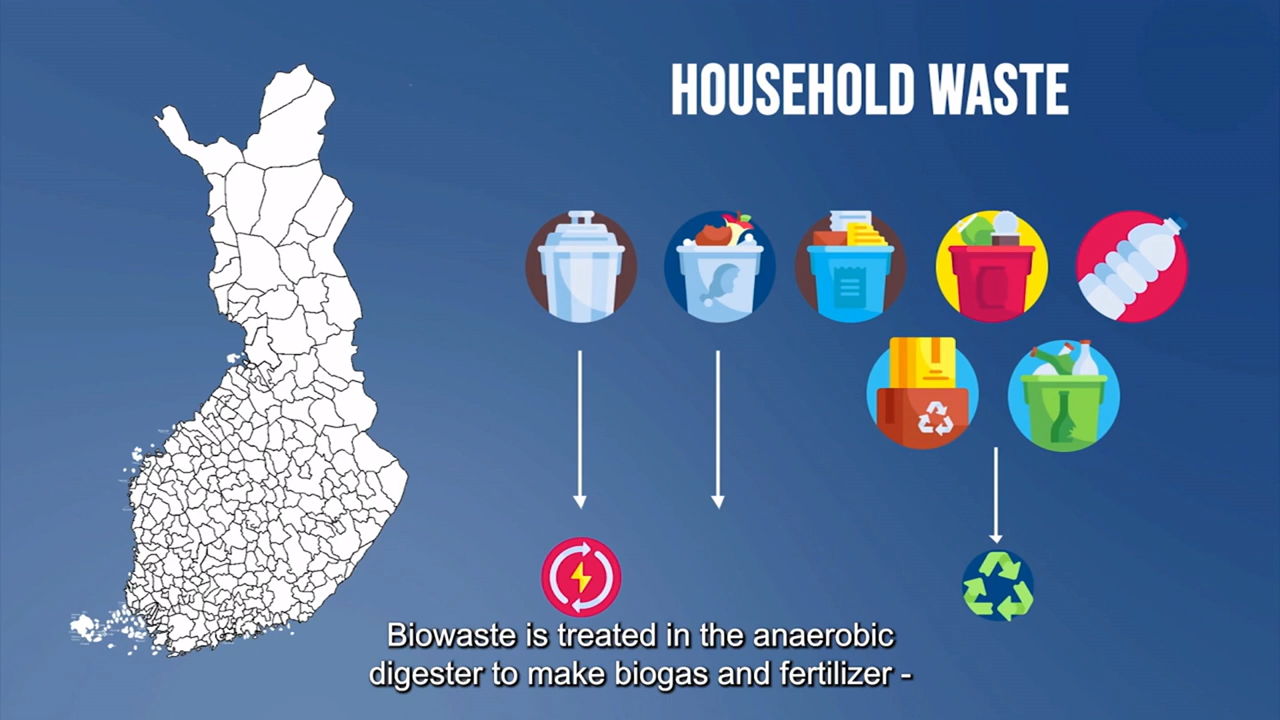 HOUSEHOLD WASTE
Biowaste is treated in the anaerobic
digester to make biogas and fertilizer -